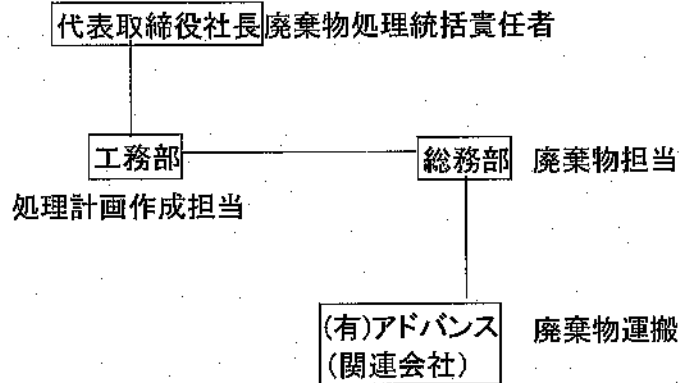 代表取締役社長 廃棄物処理統括責任者
工務部 総務部 廃棄物担当
処理計画作成担当
(有)アドバンス 廃棄物運搬
(関連会社)